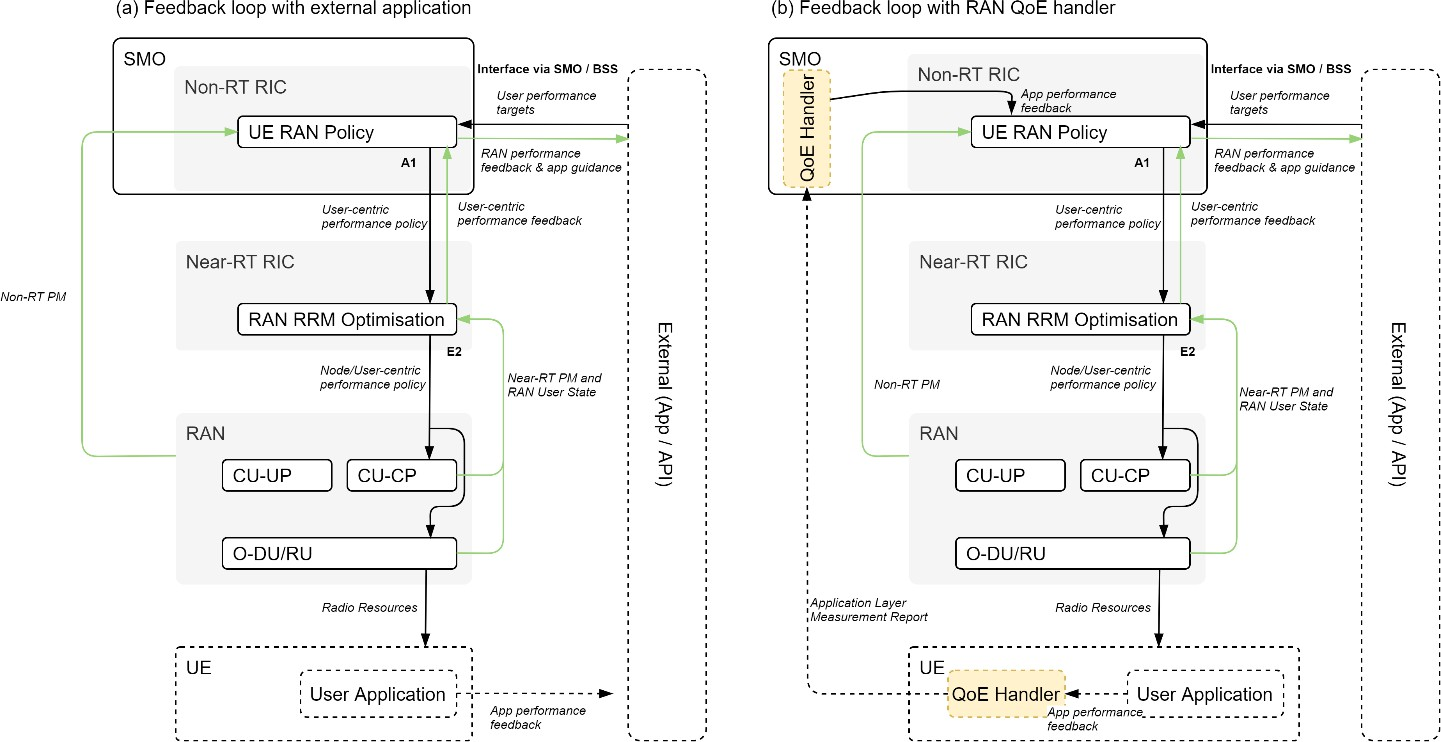 (a) Feedback loop with external application
SMO
Non-RT RIC
Interface via SMO / BSS
User performance
targets
UE RAN Policy
A1
RAN performance
feedback & app guidance
User-centric
performance policy
User-centric
performance feedback
Near-RT RIC
Non-RT PM
RAN RRM Optimisation
E2
Node/User-centric
performance policy
Near-RT PM and
RAN User State
External (App / API)
RAN
CU-UP
CU-CP
O-DU/RU
Radio Resources
UE
User Application
App performance
feedback
(b) Feedback loop with RAN QoE handler
SMO
QoE Handler
Non-RT RIC
App performance
feedback
Interface via SMO / BSS
User performance
targets
UE RAN Policy
A1
RAN performance
feedback & app guidance
User-centric
performance policy
User-centric
performance feedback
Near-RT RIC
RAN RRM Optimisation
E2
Node/User-centric
performance policy
Non-RT PM
Near-RT PM and
RAN User State
External (App / API)
RAN
CU-UP
CU-CP
O-DU/RU
Application Layer
Measurement Report
Radio Resources
UE
QoE Handler
User Application
App performance
feedback